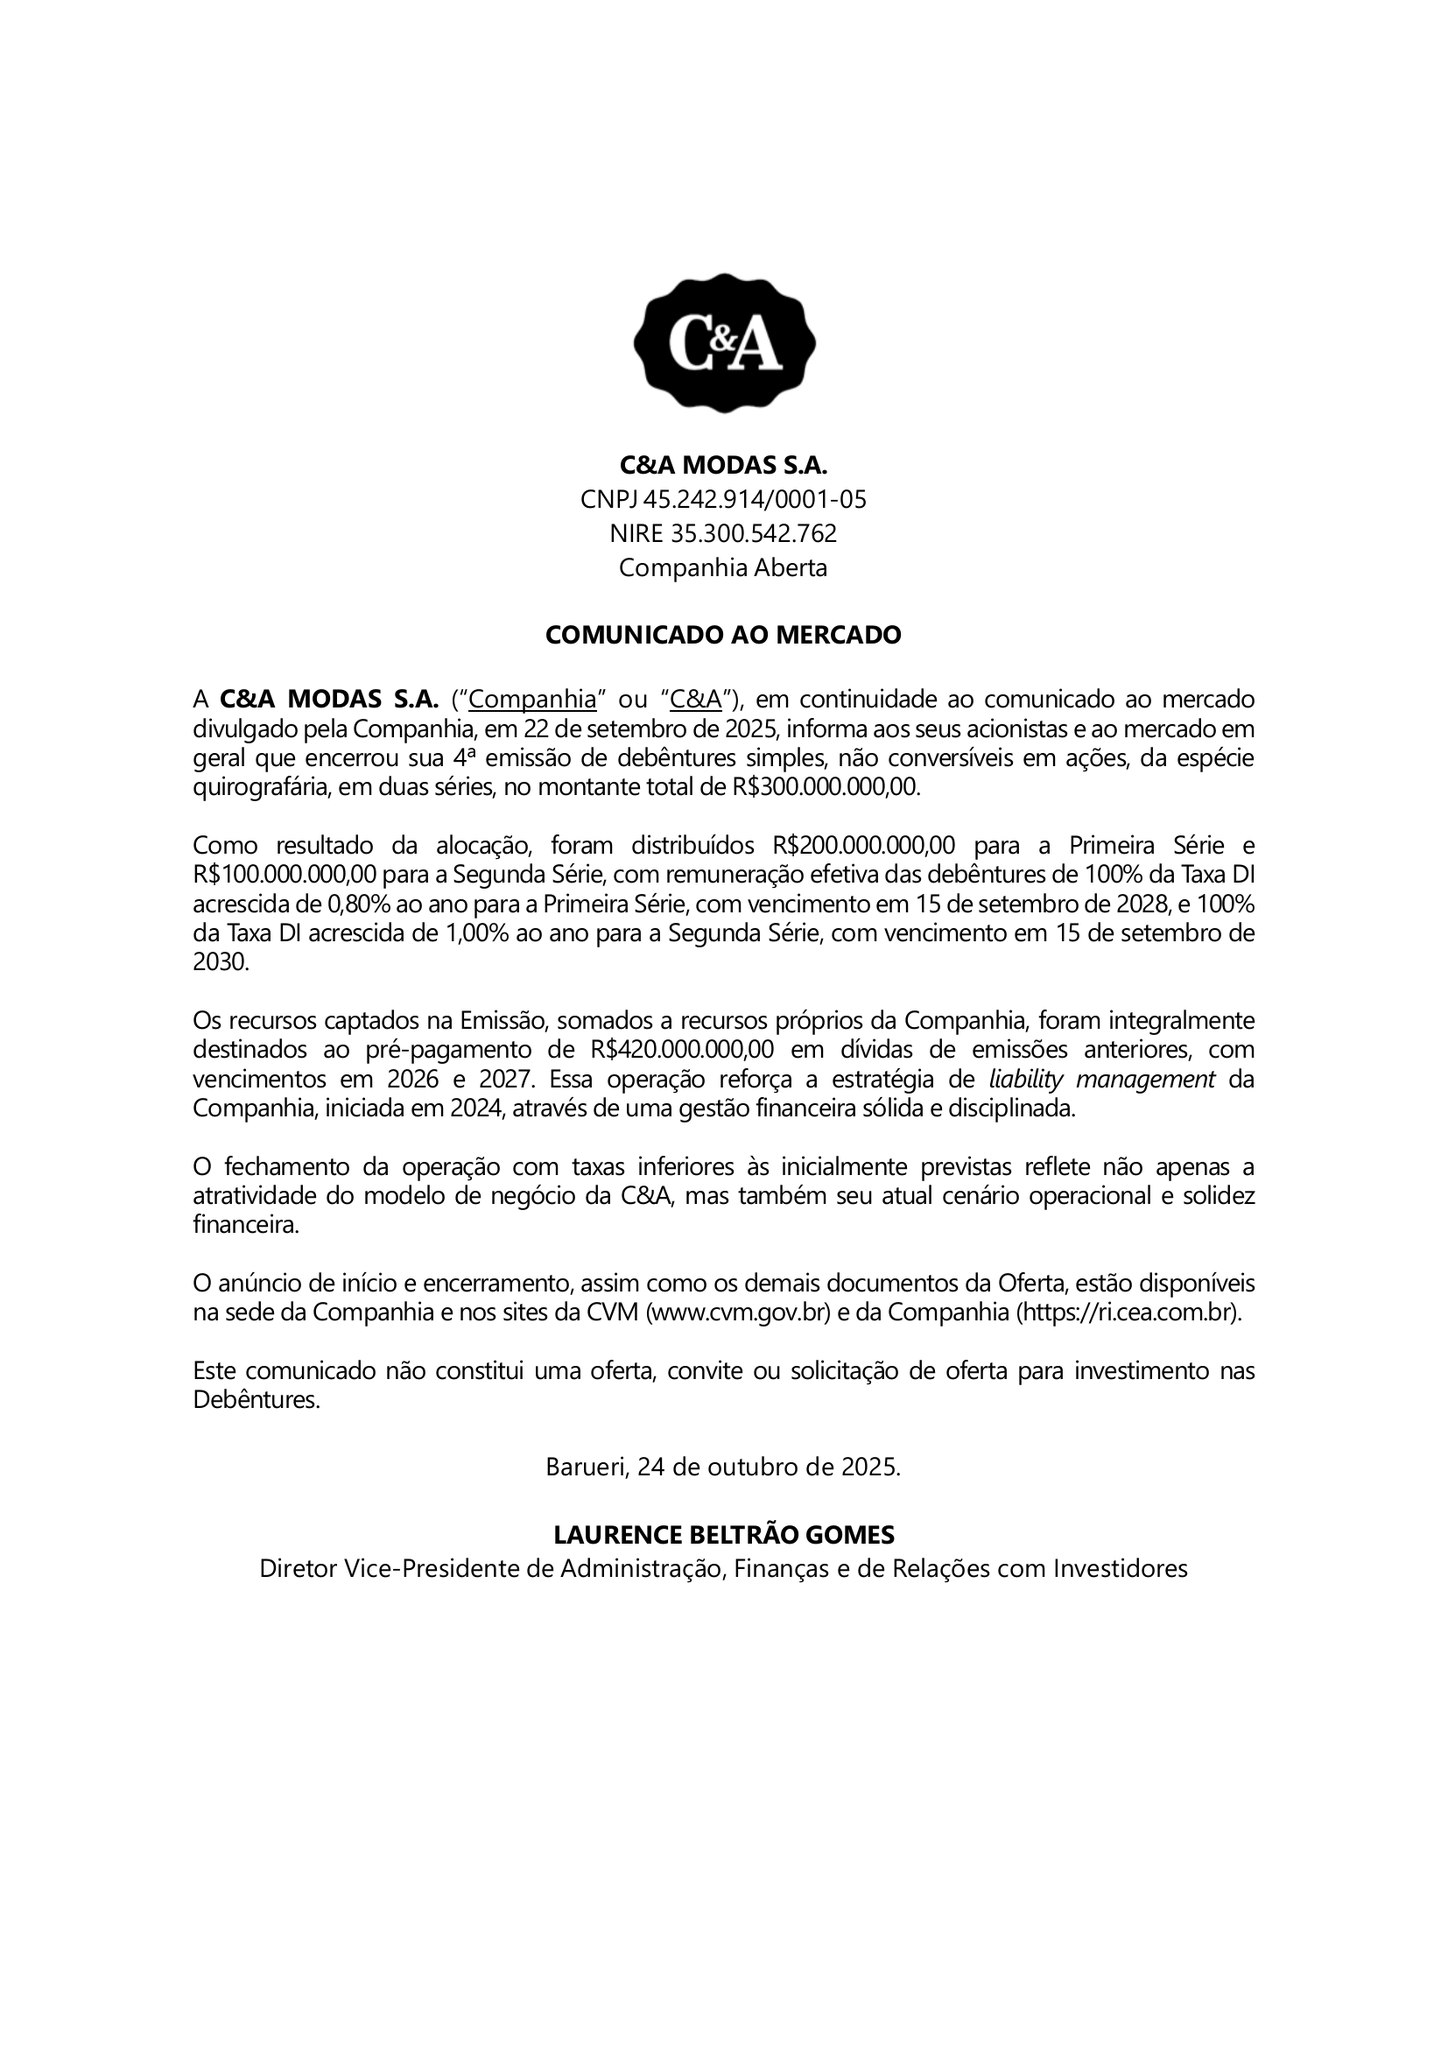 C&A
C&A MODAS S.A.
CNPJ 45.242.914/0001-05
NIRE 35.300.542.762
Companhia Aberta
COMUNICADO AO MERCADO
A C&A MODAS S.A. (“Companhia” ou “C&A”), em continuidade ao comunicado ao mercado
divulgado pela Companhia, em 22 de setembro de 2025, informa aos seus acionistas e ao mercado em
geral que encerrou sua 4ª emissão de debêntures simples, não conversíveis em ações, da espécie
quirografária, em duas séries, no montante total de R$300.000.000,00.
Como resultado da alocação, foram distribuídos R$200.000.000,00 para a Primeira Série e
R$100.000.000,00 para a Segunda Série, com remuneração efetiva das debêntures de 100% da Taxa DI
acrescida de 0,80% ao ano para a Primeira Série, com vencimento em 15 de setembro de 2028, e 100%
da Taxa DI acrescida de 1,00% ao ano para a Segunda Série, com vencimento em 15 de setembro de
2030.
Os recursos captados na Emissão, somados a recursos próprios da Companhia, foram integralmente
destinados ao pré-pagamento de R$420.000.000,00 em dívidas de emissões anteriores, com
vencimentos em 2026 e 2027. Essa operação reforça a estratégia de liability management da
Companhia, iniciada em 2024, através de uma gestão financeira sólida e disciplinada.
O fechamento da operação com taxas inferiores às inicialmente previstas reflete não apenas a
atratividade do modelo de negócio da C&A, mas também seu atual cenário operacional e solidez
financeira.
O anúncio de início e encerramento, assim como os demais documentos da Oferta, estão disponíveis
na sede da Companhia e nos sites da CVM (www.cvm.gov.br) e da Companhia (https://ri.cea.com.br).
Este comunicado não constitui uma oferta, convite ou solicitação de oferta para investimento nas
Debêntures.
Barueri, 24 de outubro de 2025.
LAURENCE BELTRÃO GOMES
Diretor Vice-Presidente de Administração, Finanças e de Relações com Investidores